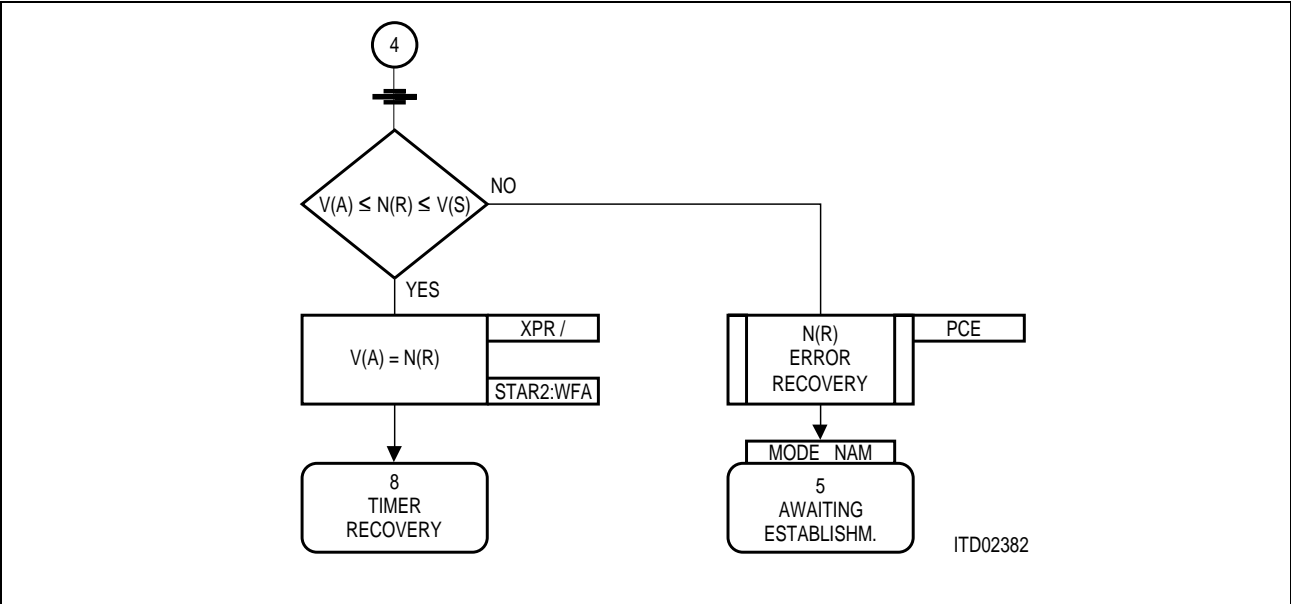 4
V(A) ≤ N(R) ≤ V(S)
NO
YES
V(A) = N(R)
XPR /
STAR2:WFA
N(R)
ERROR
RECOVERY
PCE
8
TIMER
RECOVERY
MODE NAM
5
AWAITING
ESTABLISHM.
ITD02382